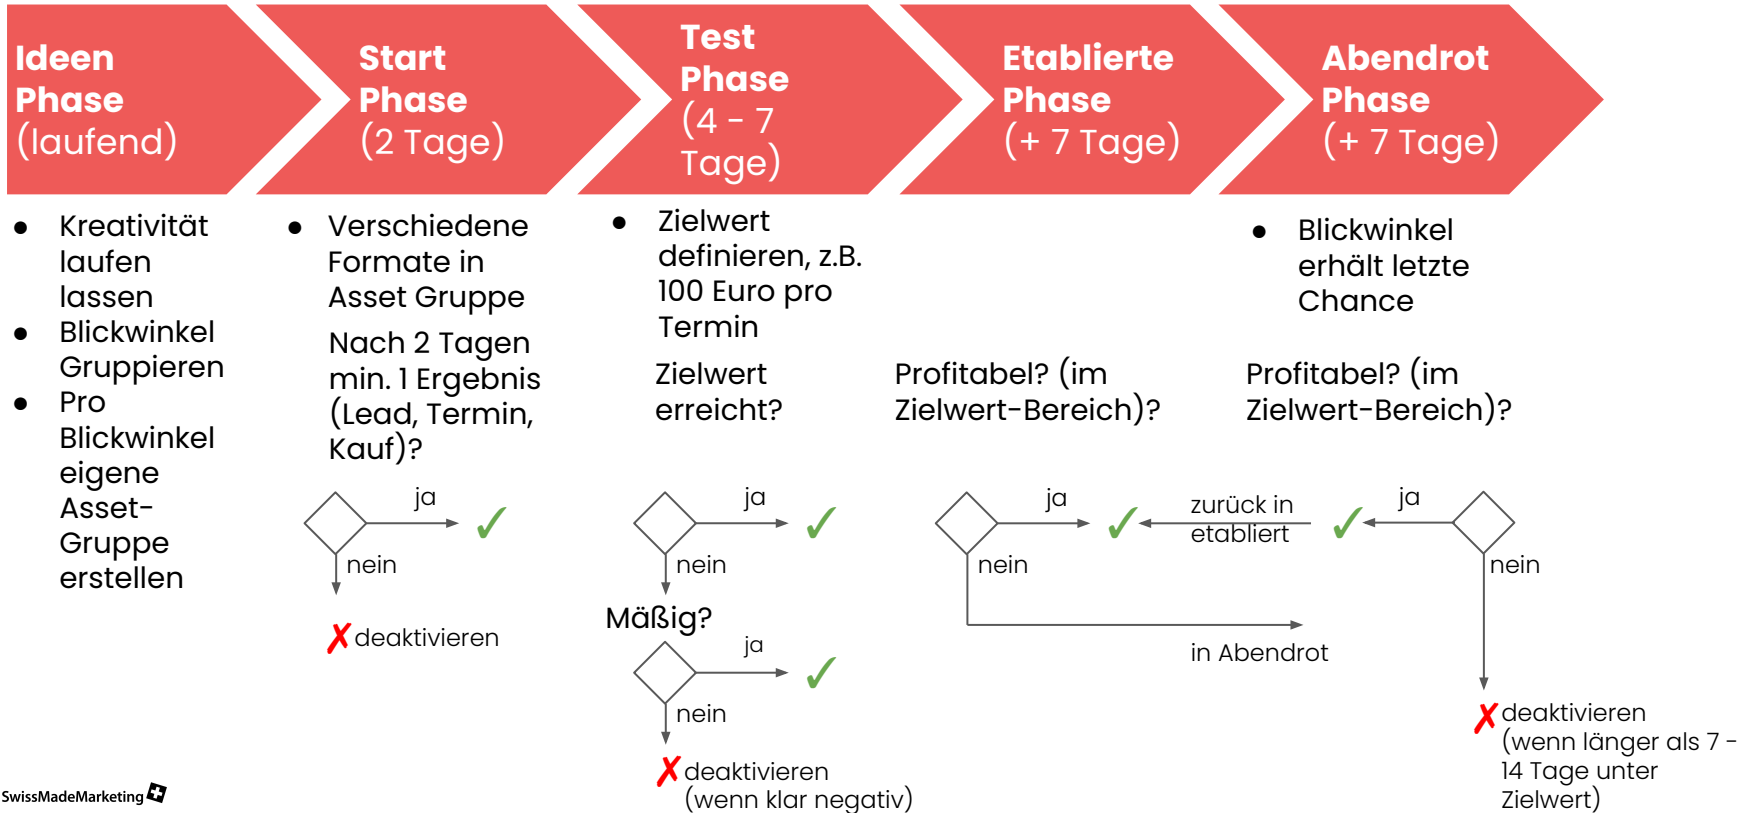 Ideen
Phase
(laufend)
Start
Phase
(2 Tage)
Test
Phase
(4 - 7
Tage)
Etablierte
Phase
(+ 7 Tage)
Abendrot
Phase
(+ 7 Tage)
● Kreativität
laufen
lassen
● Blickwinkel
Gruppieren
● Pro
Blickwinkel
eigene
Asset-
Gruppe
erstellen
● Verschiedene
Formate in
Asset Gruppe
Nach 2 Tagen
min. 1 Ergebnis
(Lead, Termin,
Kauf)?
ja
nein
deaktivieren
● Zielwert
definieren, z.B.
100 Euro pro
Termin
Zielwert
erreicht?
ja
nein
Mäßig?
ja
nein
deaktivieren
(wenn klar negativ)
Profitabel? (im
Zielwert-Bereich)?
ja
nein
in Abendrot
zurück in
etabliert
● Blickwinkel
erhält letzte
Chance
Profitabel? (im
Zielwert-Bereich)?
ja
nein
deaktivieren
(wenn länger als 7 -
14 Tage unter
Zielwert)
SwissMadeMarketing